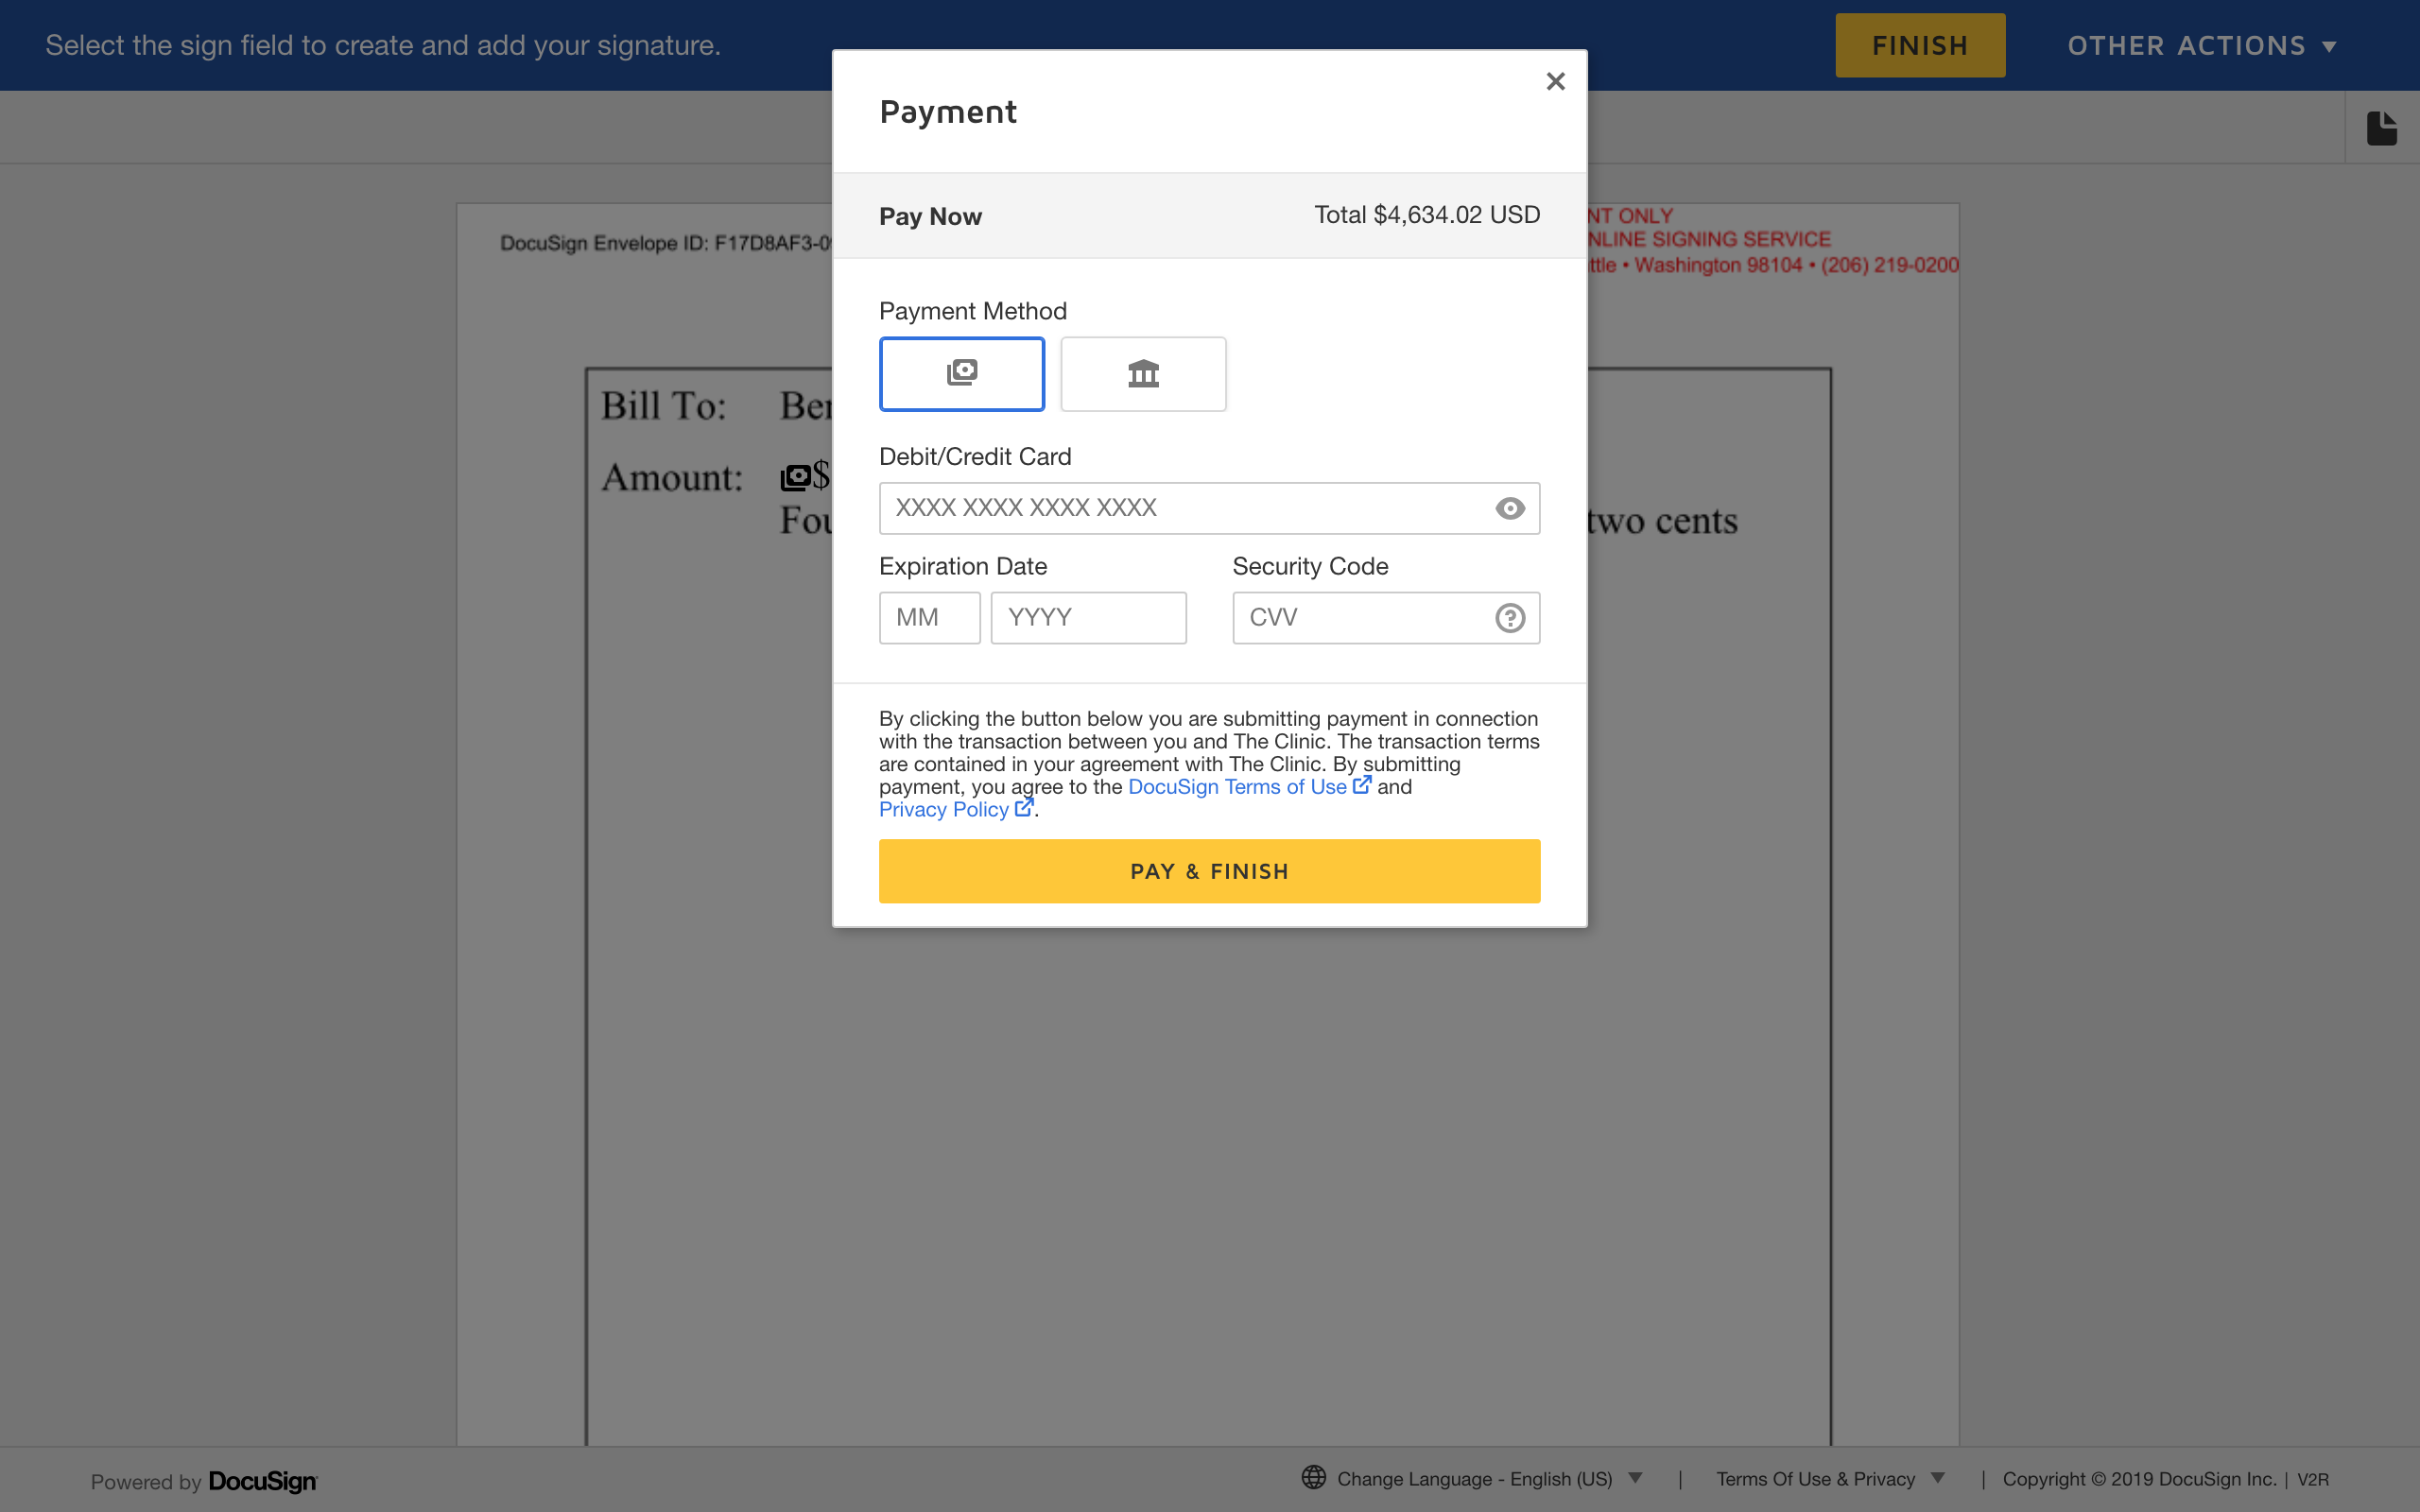 Select the sign field to create and add your signature.
FINISH
OTHER ACTIONS
Payment
Pay Now
Total $4,634.02 USD
DocuSign Envelope ID: F17D8AF3-0
NT ONLY
NLINE SIGNING SERVICE
ttle • Washington 98104 • (206) 219-0200
Bill To: Ber
Amount: $
Fou
two cents
Payment Method
Debit/Credit Card
XXXX XXXX XXXX XXXX
Expiration Date
Security Code
MM
YYYY
CVV
By clicking the button below you are submitting payment in connection
with the transaction between you and The Clinic. The transaction terms
are contained in your agreement with The Clinic. By submitting
payment, you agree to the DocuSign Terms of Use and
Privacy Policy.
PAY & FINISH
Powered by DocuSign
Change Language - English (US) | Terms Of Use & Privacy | Copyright © 2019 DocuSign Inc. | V2R